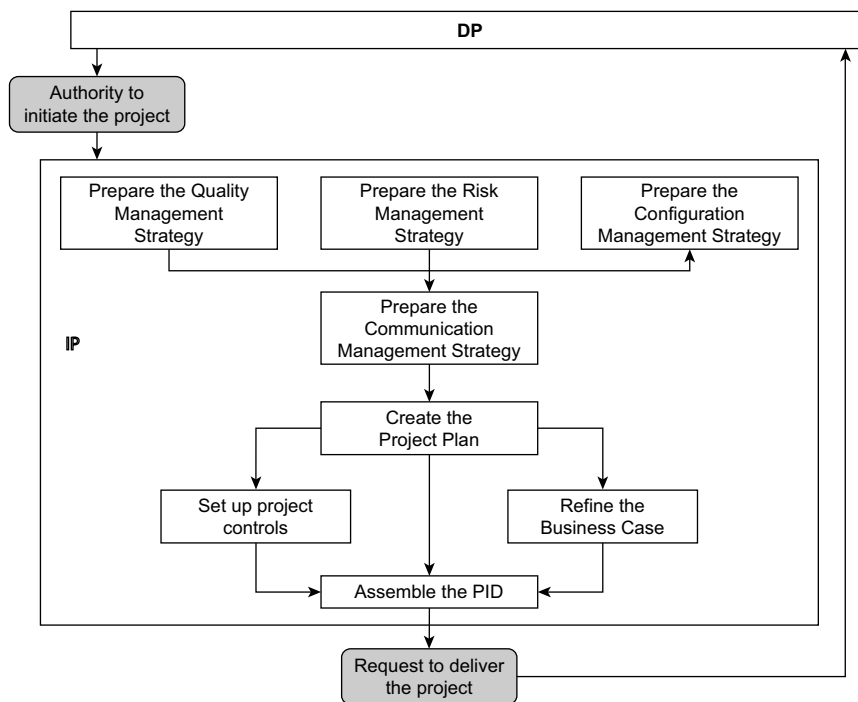 DP
Authority to
initiate the project
Prepare the Quality
Management
Strategy
Prepare the Risk
Management
Strategy
Prepare the
Configuration
Management Strategy
Prepare the
Communication
Management Strategy
IP
Create the
Project Plan
Set up project
controls
Refine the
Business Case
Assemble the PID
Request to deliver
the project